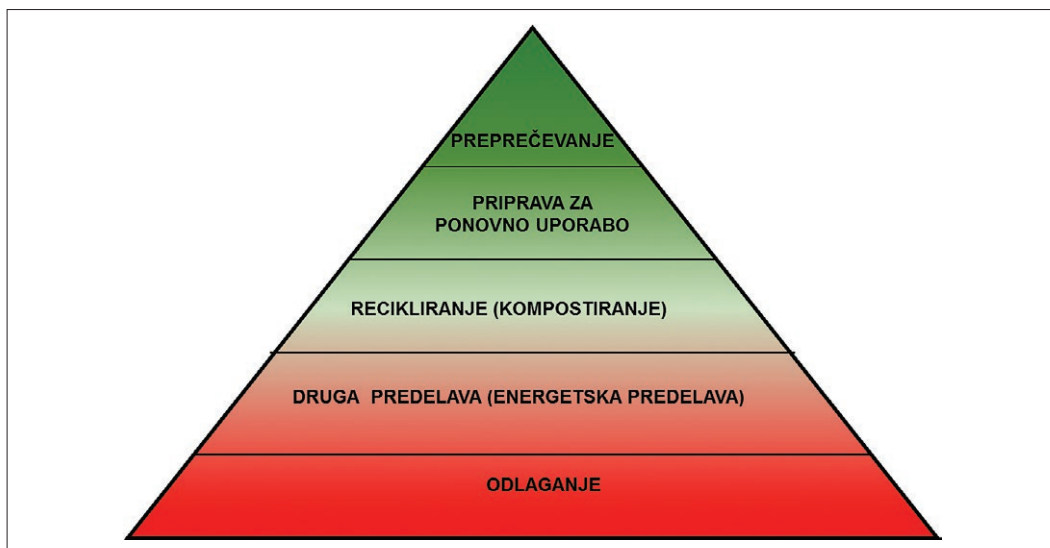 PREPREČEVANJE
PRIPRAVA ZA
PONOVNO UPORABO
RECIKLIRANJE (KOMPOSTIRANJE)
DRUGA PREDELAVA (ENERGETSKA PREDELAVA)
ODLAGANJE